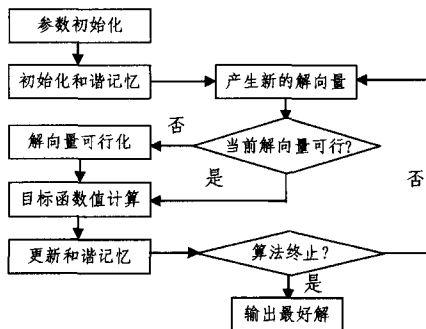 参数初始化
初始化和谐记忆
产生新的解向量
否
解向量可行化
当前解向量可行?
是
否
目标函数值计算
更新和谐记忆
算法终止?
是
输出最好解